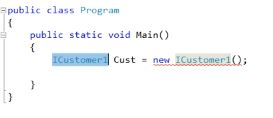 public class Program
{
public static void Main()
{
ICustomer1 Cust = new ICustomer1();
}
}